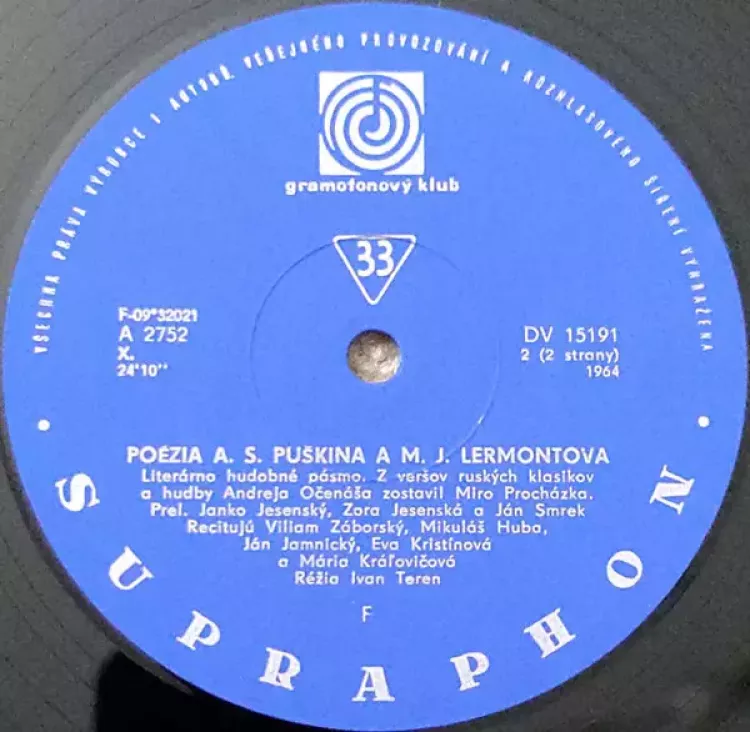 VŠECHNA PRÁVA VÝROBCE I AUTORŮ, VEŘEJNÉHO PROVOZOVÁNÍ A ROZHLASOVÉHO ŠÍŘENÍ VYHRAŽENA
gramofonový klub
33
F-09*32021
A 2752
X.
24'10''
DV 15191
2 (2 strany)
1964
POÉZIA A. S. PUŠKINA A M. J. LERMONTOVA
Literárno hudobné pásmo. Z veršov ruských klasikov
a hudby Andreja Očenáša zostavil Miro Procházka.
Prel. Janko Jesenský, Zora Jesenská a Ján Smrek
Recitujú Viliam Záborský, Mikuláš Huba,
Ján Jamnický, Eva Kristínová
a Mária Kráľovičová
Réžia Ivan Teren
F
SUPRAPHON